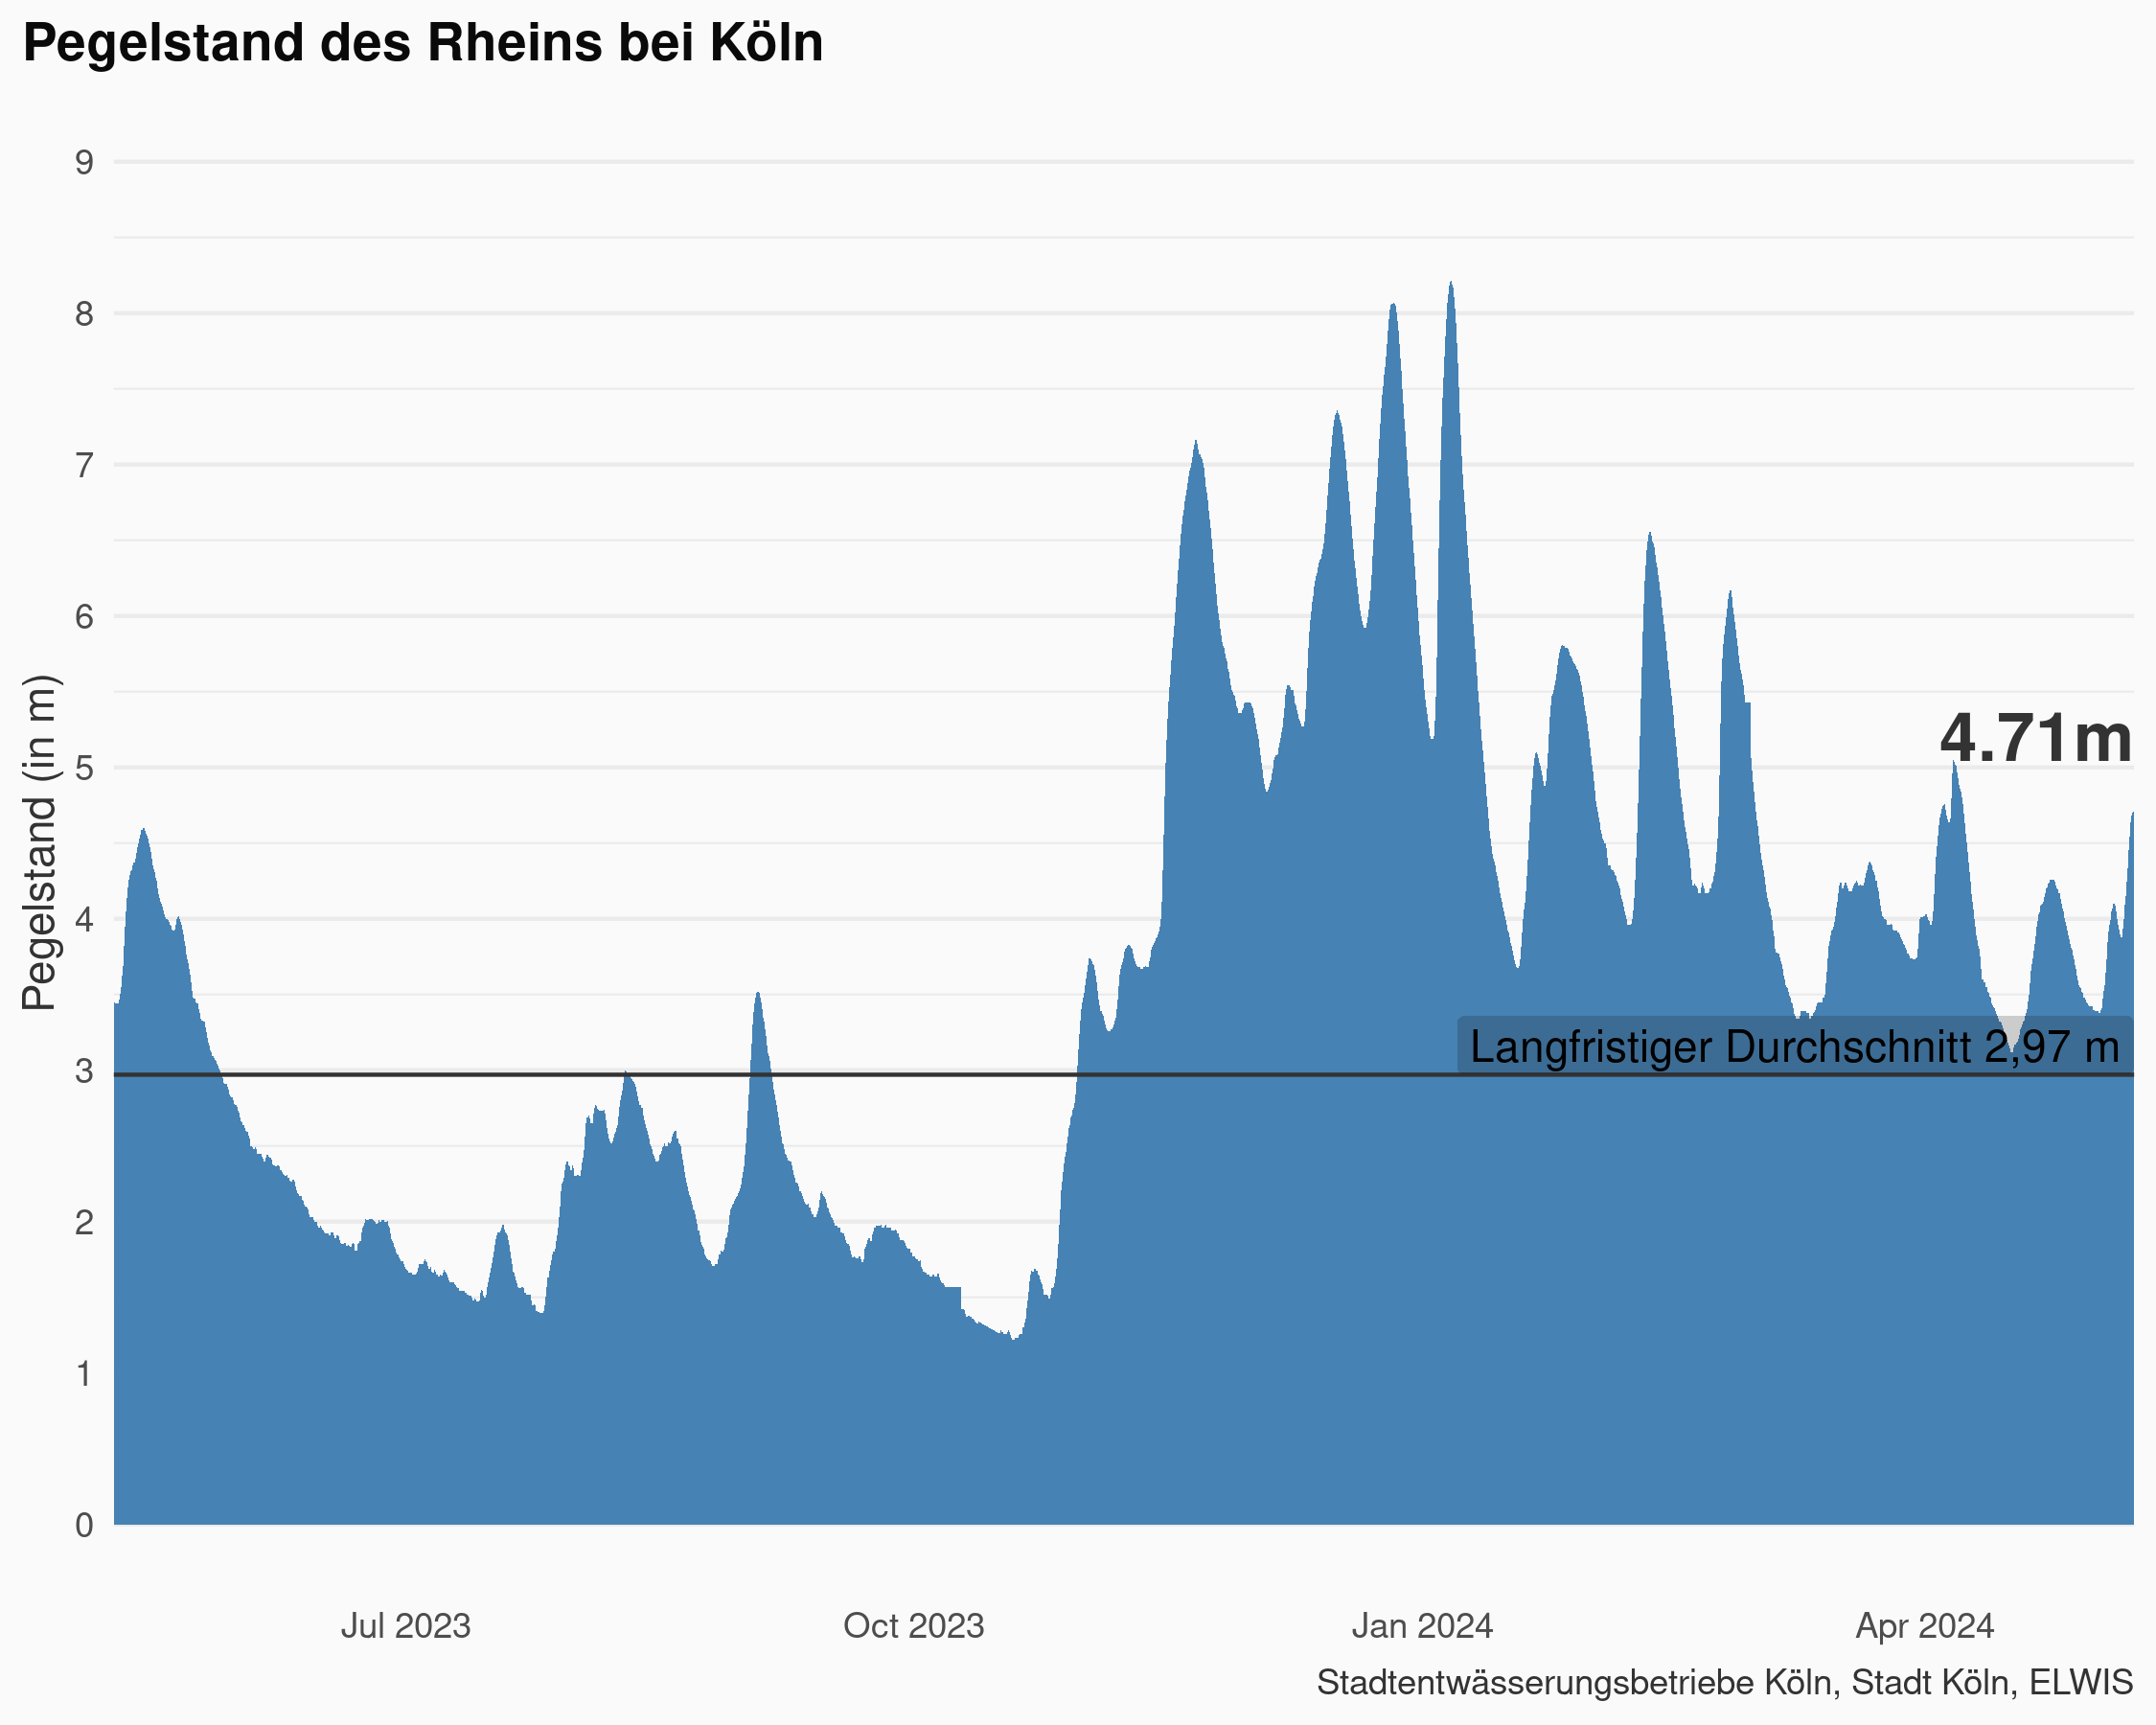 Pegelstand des Rheins bei Köln
Pegelstand (in m)
9
8
7
6
5
4
3
2
1
0
4.71m
Langfristiger Durchschnitt 2,97 m
Jul 2023
Oct 2023
Jan 2024
Apr 2024
Stadtentwässerungsbetriebe Köln, Stadt Köln, ELWIS